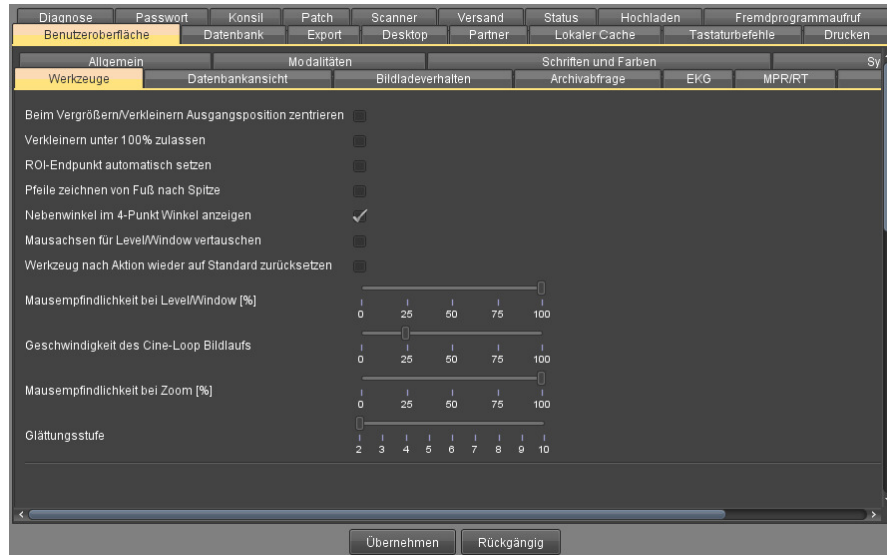 Diagnose Passwort Konsil Patch Scanner Versand Status Hochladen Fremdprogrammaufruf
Benutzeroberfläche Datenbank Export Desktop Partner Lokaler Cache Tastaturbefehle Drucken
Allgemein Modalitäten Schriften und Farben Sy
Werkzeuge Datenbankansicht Bildladeverhalten Archivabfrage EKG MPR/RT
Beim Vergrößern/Verkleinern Ausgangsposition zentrieren
Verkleinern unter 100% zulassen
ROI-Endpunkt automatisch setzen
Pfeile zeichnen von Fuß nach Spitze
Nebenwinkel im 4-Punkt Winkel anzeigen
Mausachsen für Level/Window vertauschen
Werkzeug nach Aktion wieder auf Standard zurücksetzen
Mausempfindlichkeit bei Level/Window [%]
0 25 50 75 100
Geschwindigkeit des Cine-Loop Bildlaufs
0 25 50 75 100
Mausempfindlichkeit bei Zoom [%]
0 25 50 75 100
Glättungsstufe
2 3 4 5 6 7 8 9 10
Übernehmen Rückgängig